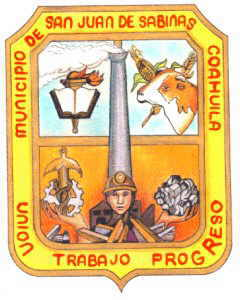 MUNICIPIO DE SAN JUAN DE SABINAS COAHUILA
UNION TRABAJO PROGRESO